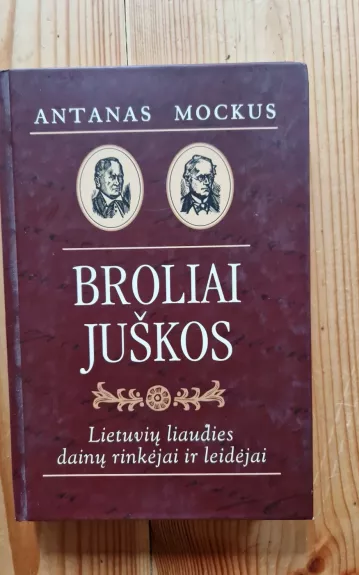 ANTANAS MOCKUS
BROLIAI
JUŠKOS
Lietuvių liaudies
dainų rinkėjai ir leidėjai